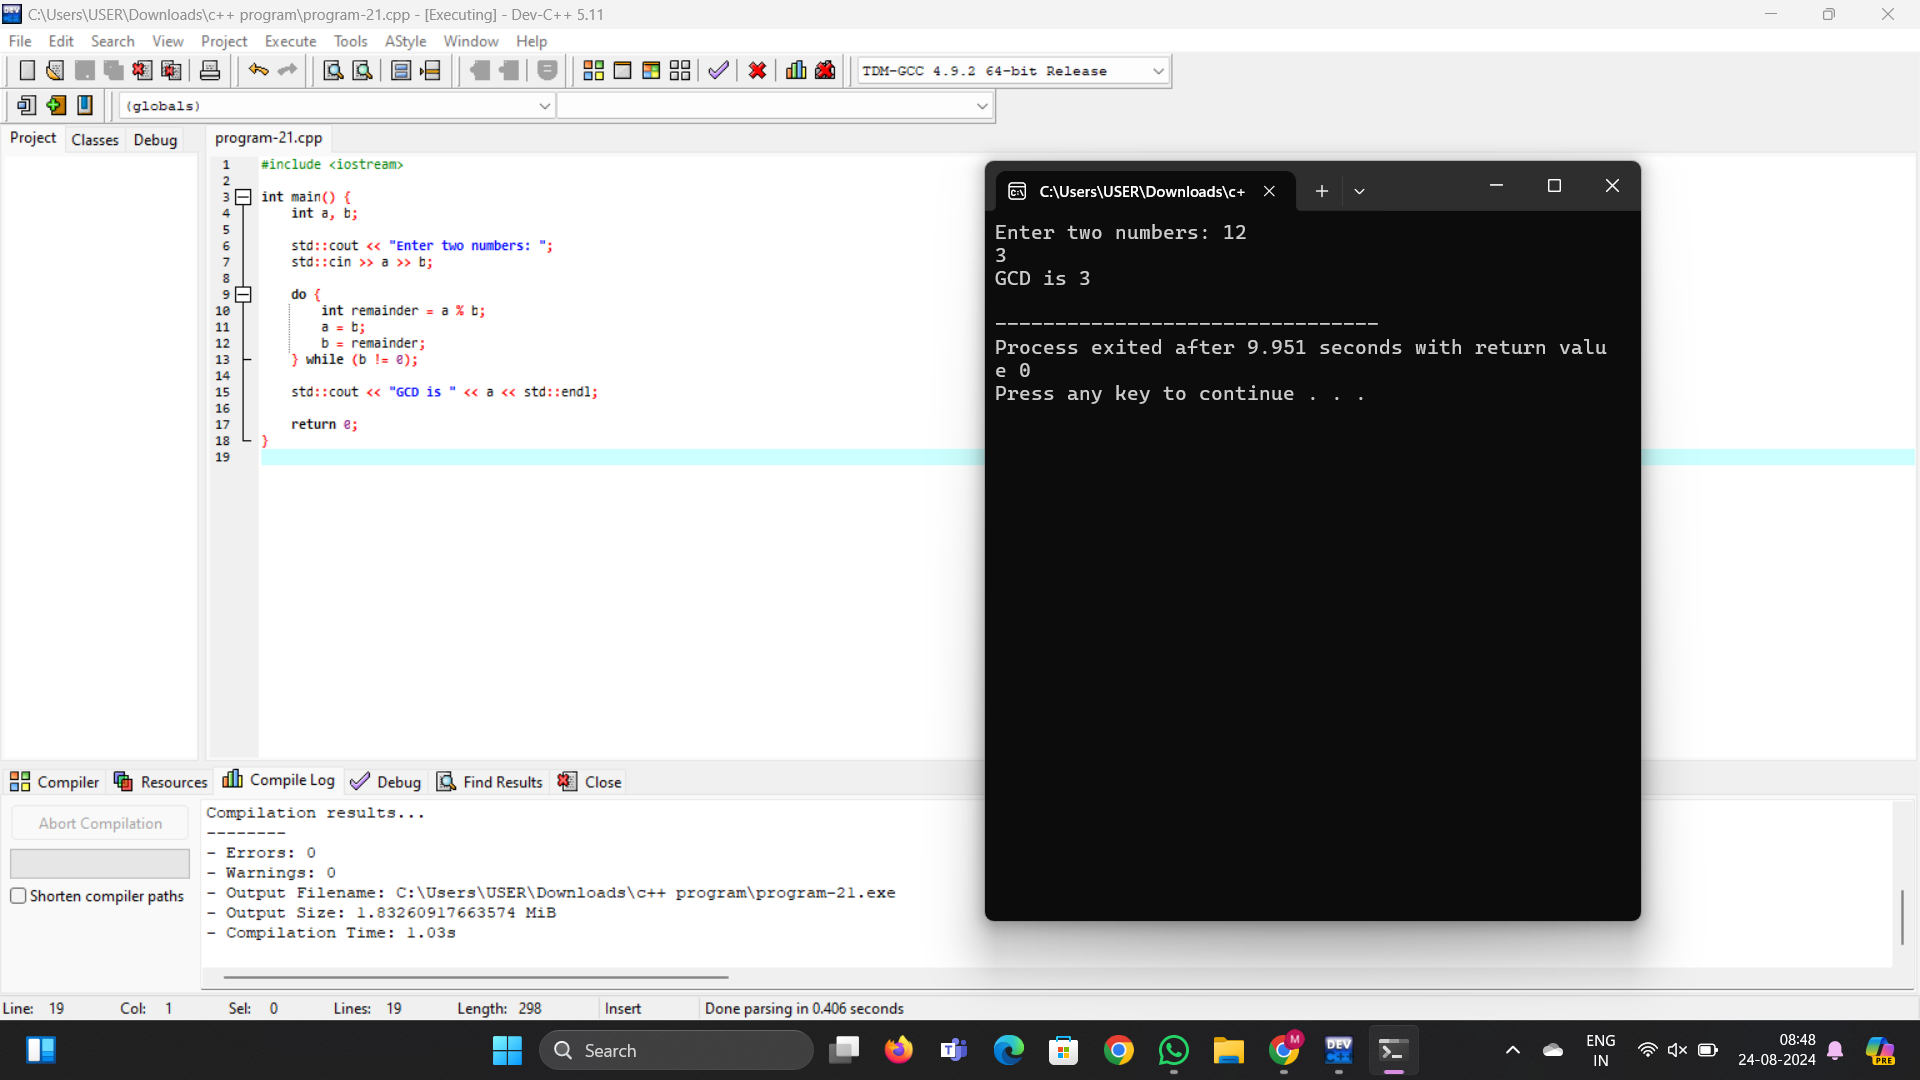 C:\Users\USER\Downloads\c++ program\program-21.cpp - [Executing] - Dev-C++ 5.11
File Edit Search View Project Execute Tools AStyle Window Help
TDM-GCC 4.9.2 64-bit Release
(globals)
Project Classes Debug
program-21.cpp
1 #include <iostream>
2
3 int main() {
4 int a, b;
5
6 std::cout << "Enter two numbers: ";
7 std::cin >> a >> b;
8
9 do {
10 int remainder = a % b;
11 a = b;
12 b = remainder;
13 } while (b != 0);
14
15 std::cout << "GCD is " << a << std::endl;
16
17 return 0;
18 }
19
C:\Users\USER\Downloads\c+
Enter two numbers: 12
3
GCD is 3
--------------------------------
Process exited after 9.951 seconds with return valu
e 0
Press any key to continue . . .
Compiler Resources Compile Log Debug Find Results Close
Abort Compilation
Shorten compiler paths
Compilation results...
--------
- Errors: 0
- Warnings: 0
- Output Filename: C:\Users\USER\Downloads\c++ program\program-21.exe
- Output Size: 1.83260917663574 MiB
- Compilation Time: 1.03s
Line: 19 Col: 1 Sel: 0 Lines: 19 Length: 298 Insert Done parsing in 0.406 seconds
Search
M
DEV
ENG
IN
08:48
24-08-2024
PRE